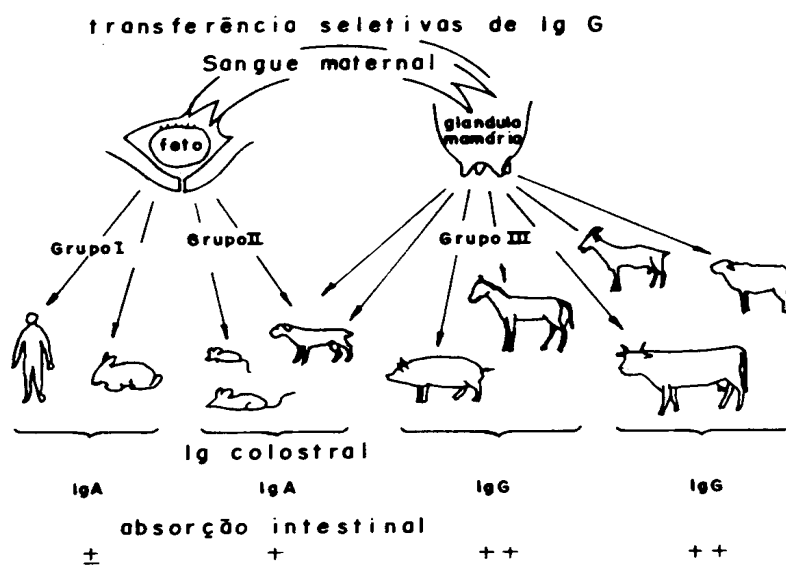 transferência seletivas de Ig G
Sangue maternal
feto
glandula
mamária
Grupo I
Grupo II
Grupo III
Ig colostral
IgA IgA IgG IgG
absorção intestinal
± + ++ ++